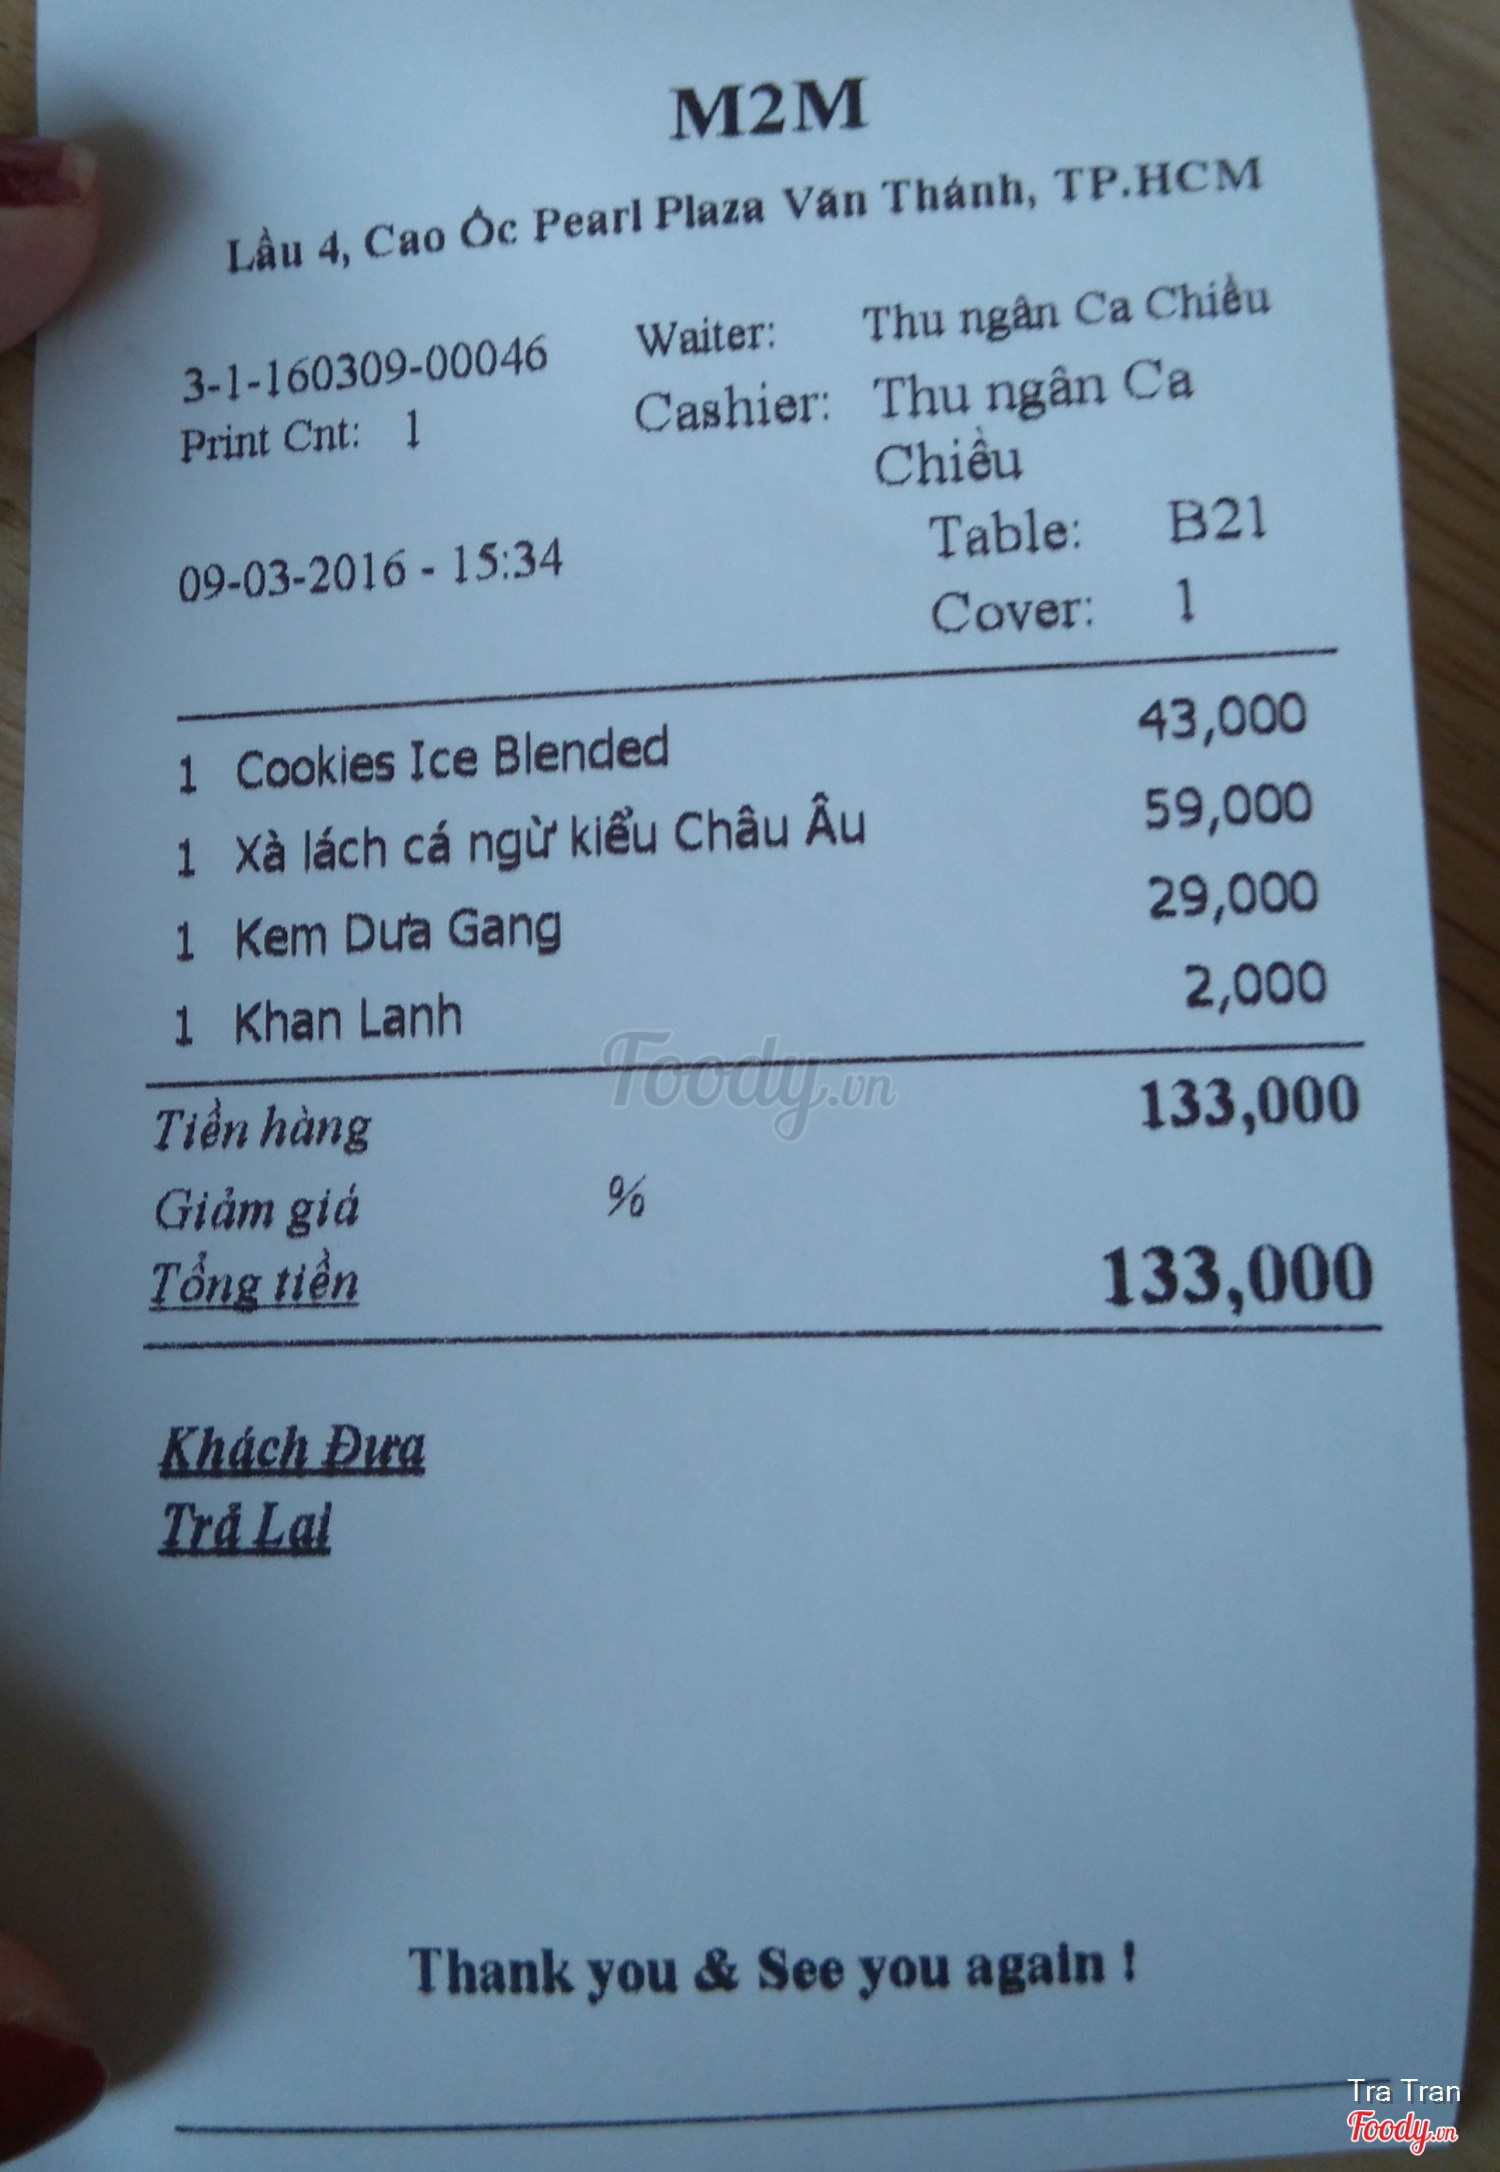 M2M
Lầu 4, Cao Ốc Pearl Plaza Văn Thánh, TP.HCM
3-1-160309-00046 Waiter: Thu ngân Ca Chiều
Print Cnt: 1 Cashier: Thu ngân Ca
Chiều
09-03-2016 - 15:34 Table: B21
Cover: 1
1 Cookies Ice Blended 43,000
1 Xà lách cá ngừ kiểu Châu Âu 59,000
1 Kem Dưa Gang 29,000
1 Khan Lanh 2,000
Foody.vn
Tiền hàng 133,000
Giảm giá %
Tổng tiền 133,000
Khách Đưa
Trả Lại
Thank you & See you again !
Tra Tran
Foody.vn